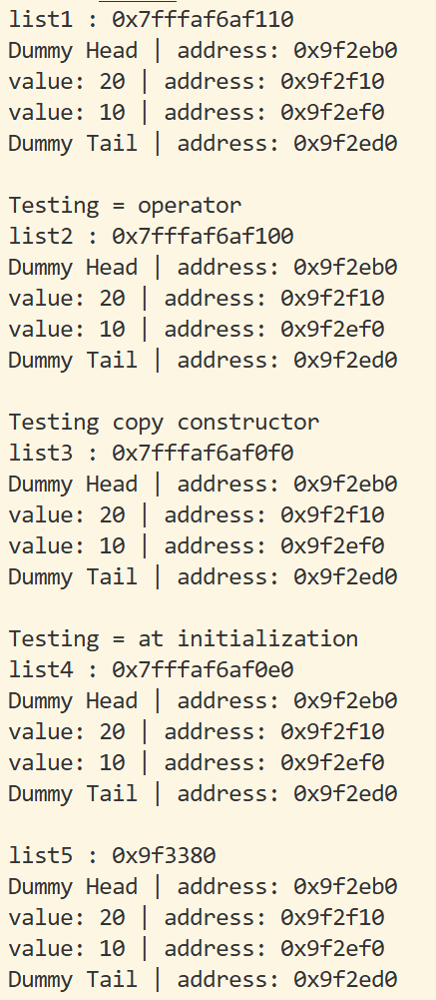 list1 : 0x7fffaf6af110
Dummy Head | address: 0x9f2eb0
value: 20 | address: 0x9f2f10
value: 10 | address: 0x9f2ef0
Dummy Tail | address: 0x9f2ed0
Testing = operator
list2 : 0x7fffaf6af100
Dummy Head | address: 0x9f2eb0
value: 20 | address: 0x9f2f10
value: 10 | address: 0x9f2ef0
Dummy Tail | address: 0x9f2ed0
Testing copy constructor
list3 : 0x7fffaf6af0f0
Dummy Head | address: 0x9f2eb0
value: 20 | address: 0x9f2f10
value: 10 | address: 0x9f2ef0
Dummy Tail | address: 0x9f2ed0
Testing = at initialization
list4 : 0x7fffaf6af0e0
Dummy Head | address: 0x9f2eb0
value: 20 | address: 0x9f2f10
value: 10 | address: 0x9f2ef0
Dummy Tail | address: 0x9f2ed0
list5 : 0x9f3380
Dummy Head | address: 0x9f2eb0
value: 20 | address: 0x9f2f10
value: 10 | address: 0x9f2ef0
Dummy Tail | address: 0x9f2ed0